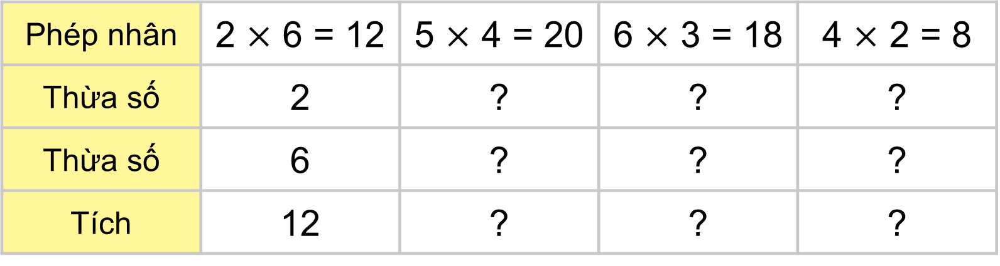 Phép nhân 2 × 6 = 12 5 × 4 = 20 6 × 3 = 18 4 × 2 = 8
Thừa số 2 ? ? ?
Thừa số 6 ? ? ?
Tích 12 ? ? ?